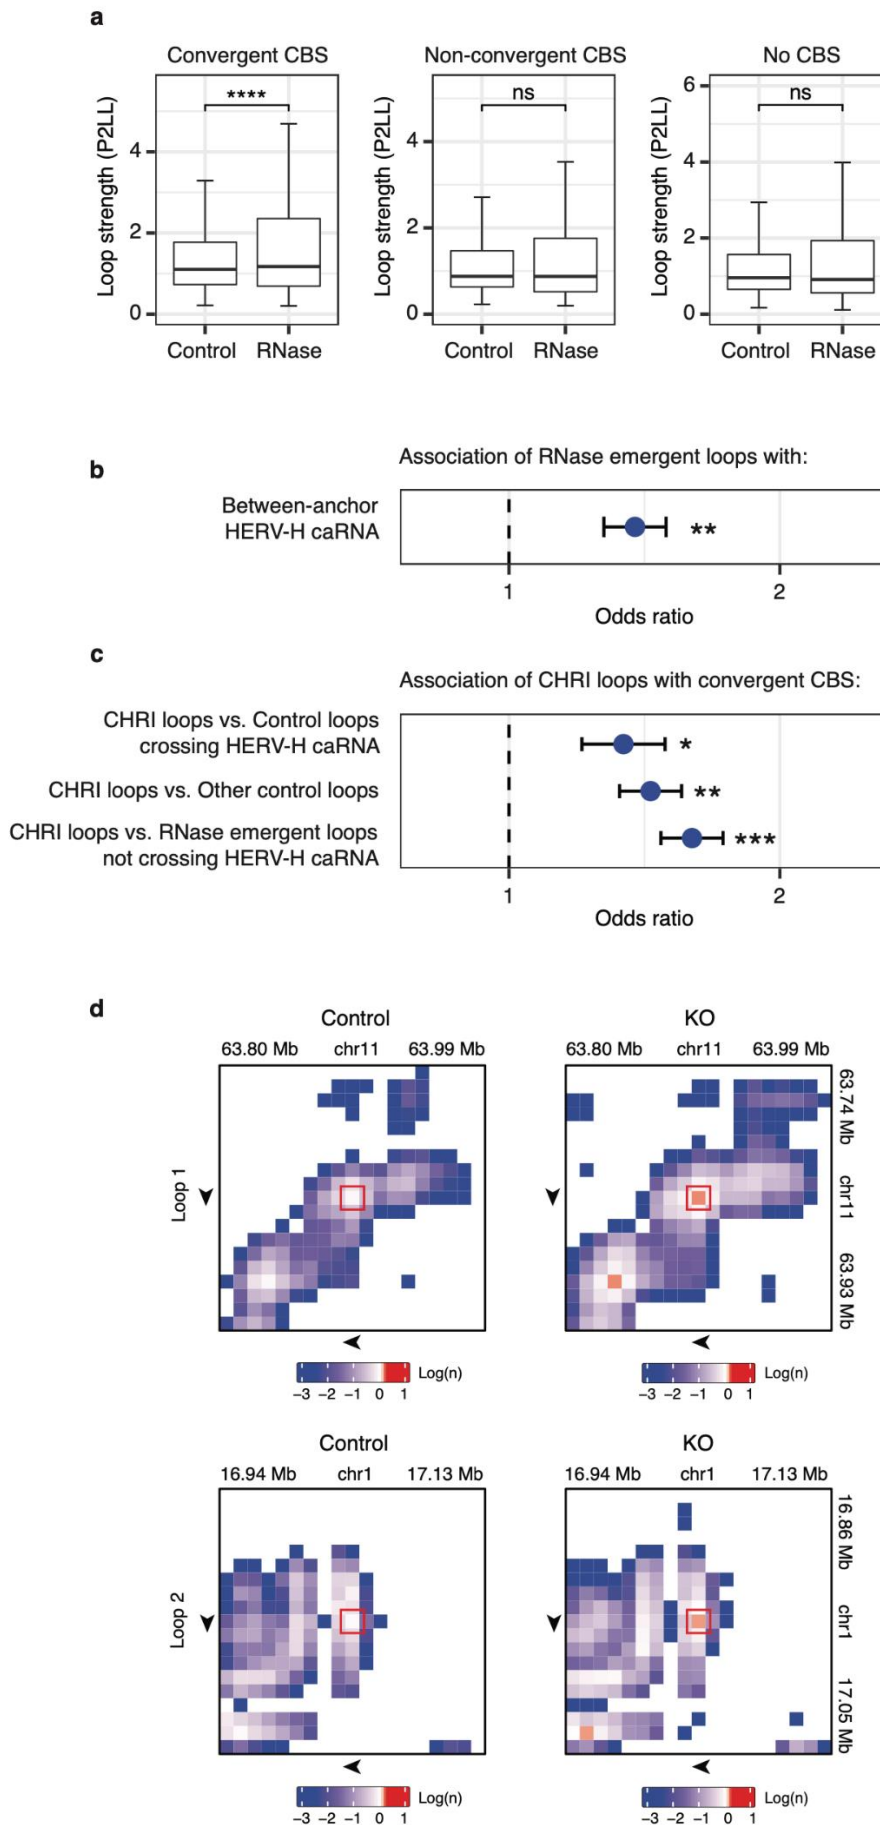 a
Convergent CBS
Non-convergent CBS
No CBS
Loop strength (P2LL)
4
2
0
****
Control RNase
Loop strength (P2LL)
4
2
0
ns
Control RNase
Loop strength (P2LL)
6
4
2
0
ns
Control RNase
b
Association of RNase emergent loops with:
Between-anchor
HERV-H caRNA
**
1 2
Odds ratio
c
Association of CHRI loops with convergent CBS:
CHRI loops vs. Control loops
crossing HERV-H caRNA
*
CHRI loops vs. Other control loops
**
CHRI loops vs. RNase emergent loops
not crossing HERV-H caRNA
***
1 2
Odds ratio
d
Control
63.80 Mb chr11 63.99 Mb
KO
63.80 Mb chr11 63.99 Mb
Loop 1
63.74 Mb chr11 63.93 Mb
−3 −2 −1 0 1 Log(n)
−3 −2 −1 0 1 Log(n)
Control
16.94 Mb chr1 17.13 Mb
KO
16.94 Mb chr1 17.13 Mb
Loop 2
16.86 Mb chr1 17.05 Mb
−3 −2 −1 0 1 Log(n)
−3 −2 −1 0 1 Log(n)